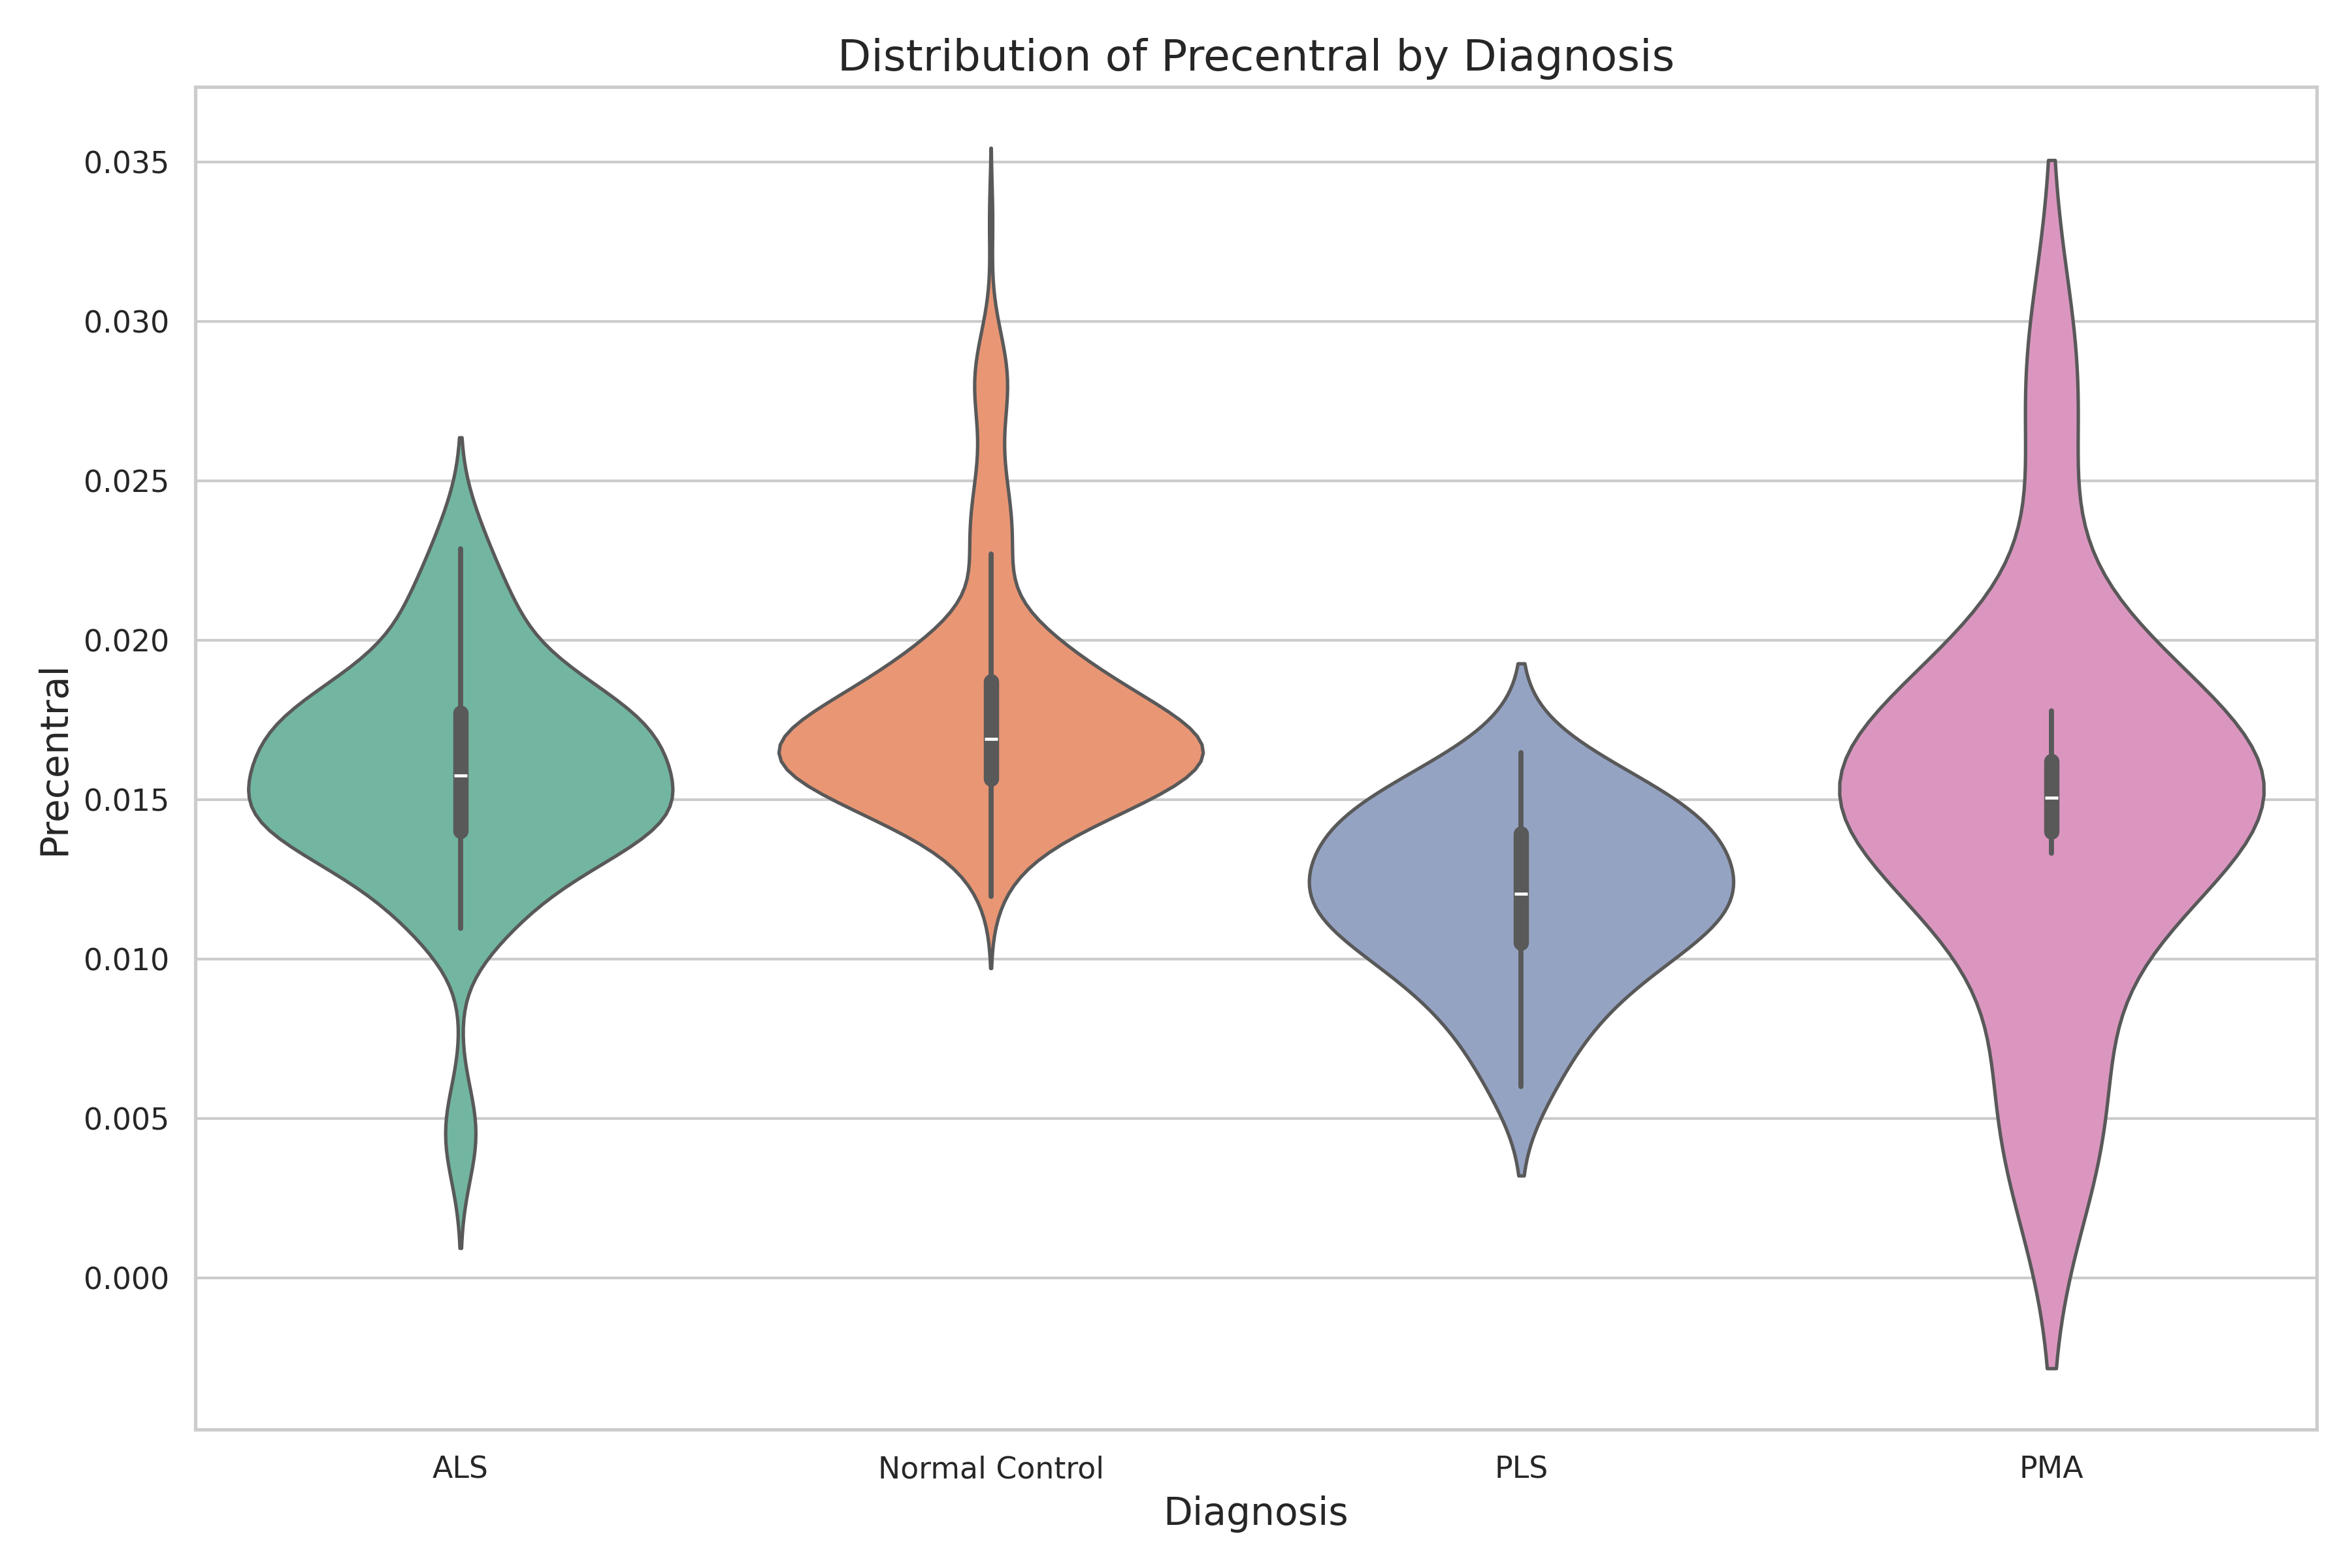 Distribution of Precentral by Diagnosis
Precentral
0.035
0.030
0.025
0.020
0.015
0.010
0.005
0.000
ALS
Normal Control
PLS
PMA
Diagnosis